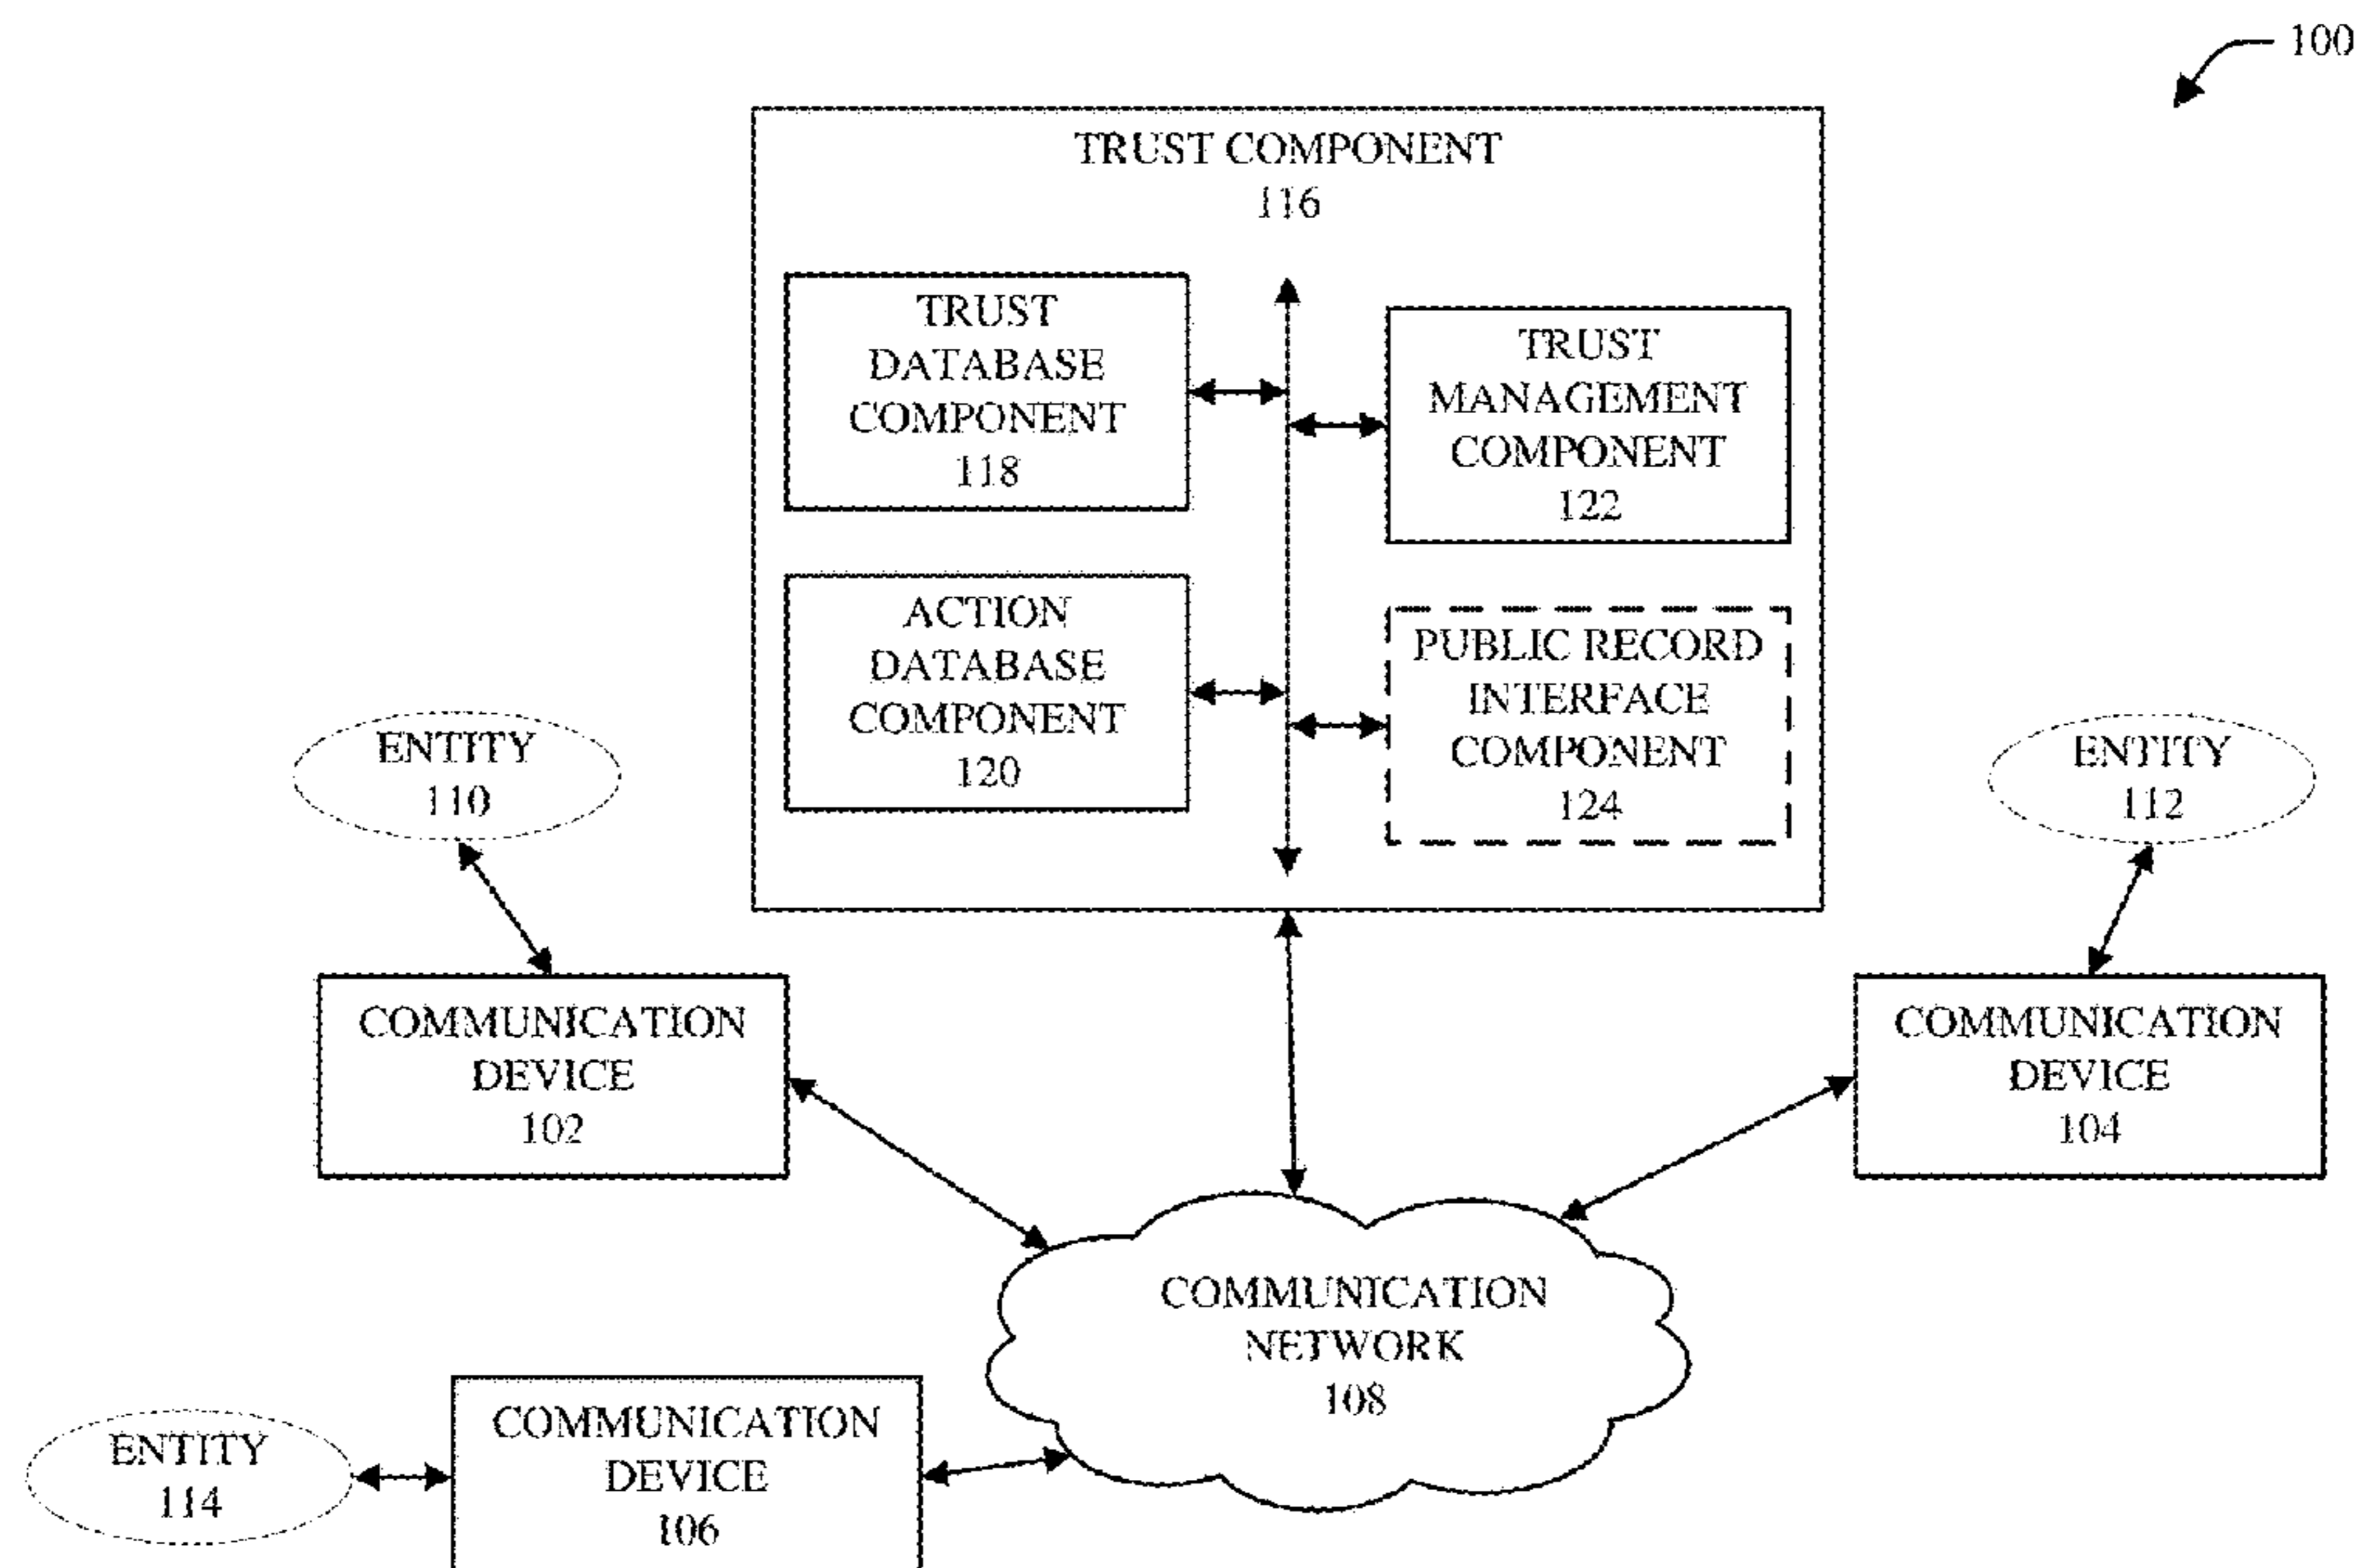 100
TRUST COMPONENT
116
TRUST
DATABASE
COMPONENT
118
TRUST
MANAGEMENT
COMPONENT
122
ACTION
DATABASE
COMPONENT
120
PUBLIC RECORD
INTERFACE
COMPONENT
124
ENTITY
110
ENTITY
112
COMMUNICATION
DEVICE
102
COMMUNICATION
DEVICE
104
COMMUNICATION
NETWORK
108
ENTITY
114
COMMUNICATION
DEVICE
106